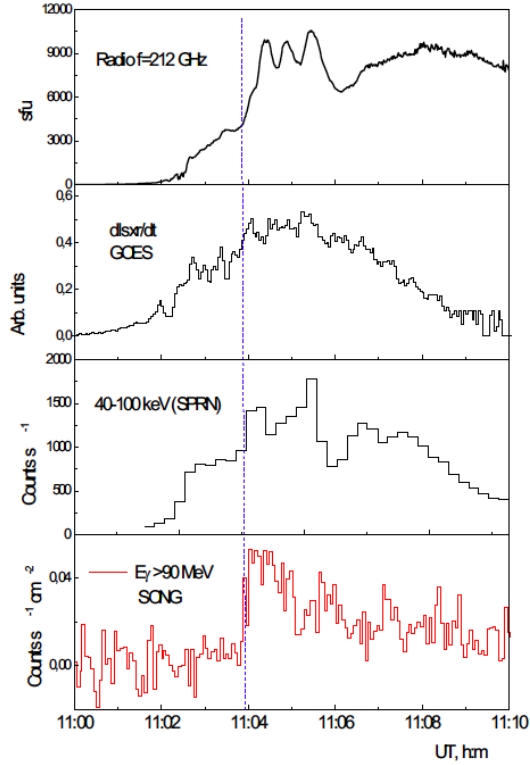 12000
9000
6000
3000
0
sfu
Radio f=212 GHz
0,6
0,4
0,2
0,0
Arb. units
dIsxr/dt
GOES
2000
1500
1000
500
0
Counts s -1
40-100 keV (SPRN)
0,04
0,00
Counts s -1 cm -2
Eγ >90 MeV
SONG
11:00 11:02 11:04 11:06 11:08 11:10
UT, h:m